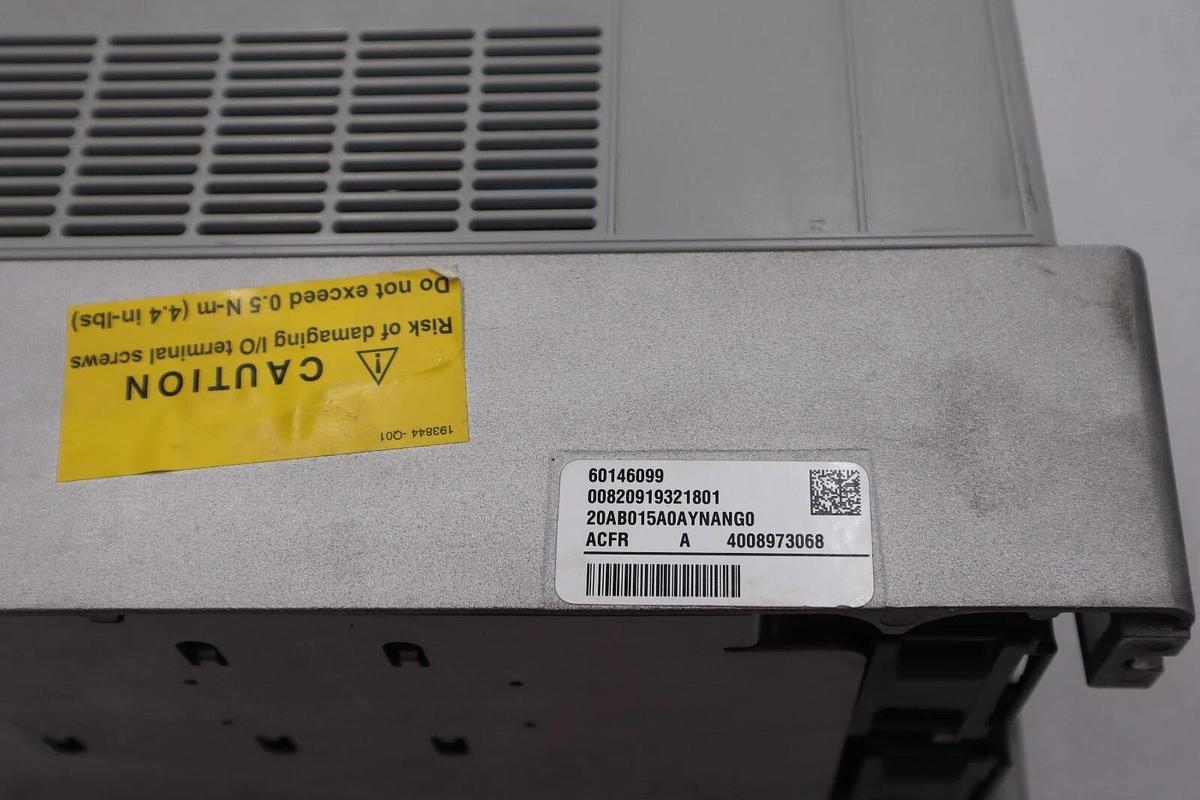 CAUTION
Risk of damaging I/O terminal screws
Do not exceed 0.5 N-m (4.4 in-lbs)
193844 -Q01
60146099
00820919321801
20AB015A0AYNANG0
ACFR A 4008973068